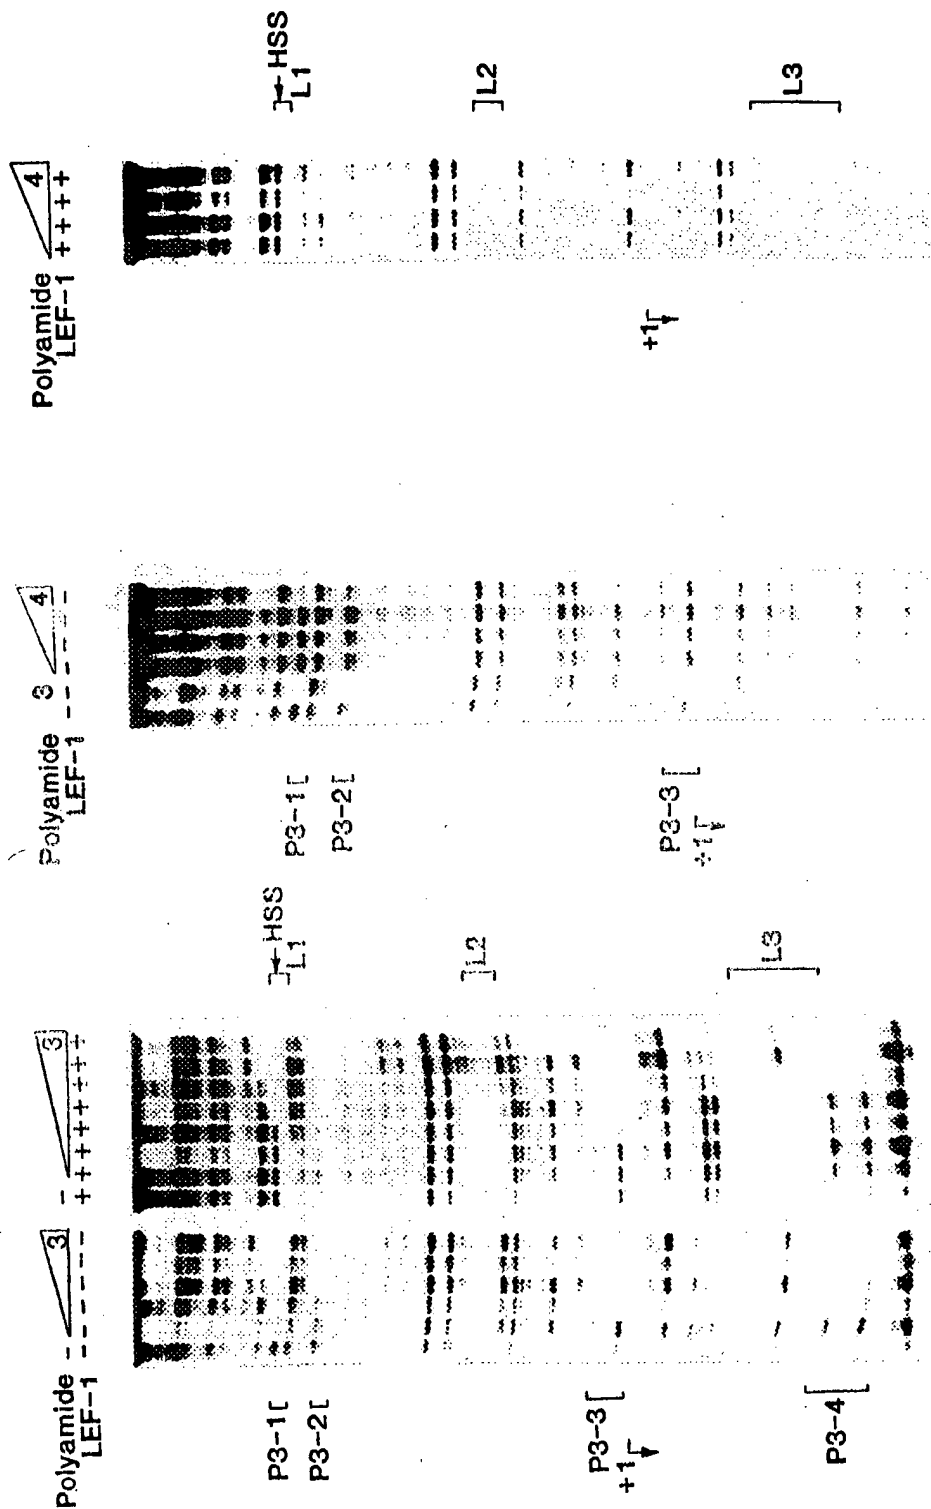 Polyamide - 3 - 3
LEF-1 - - - - - - + + + + + + + +
P3-1
P3-2
P3-3
+1
P3-4
HSS
L1
L2
L3
Polyamide 3 4
LEF-1 - - - - - -
P3-1
P3-2
P3-3
+1
Polyamide 4
LEF-1 + + + +
+1
HSS
L1
L2
L3